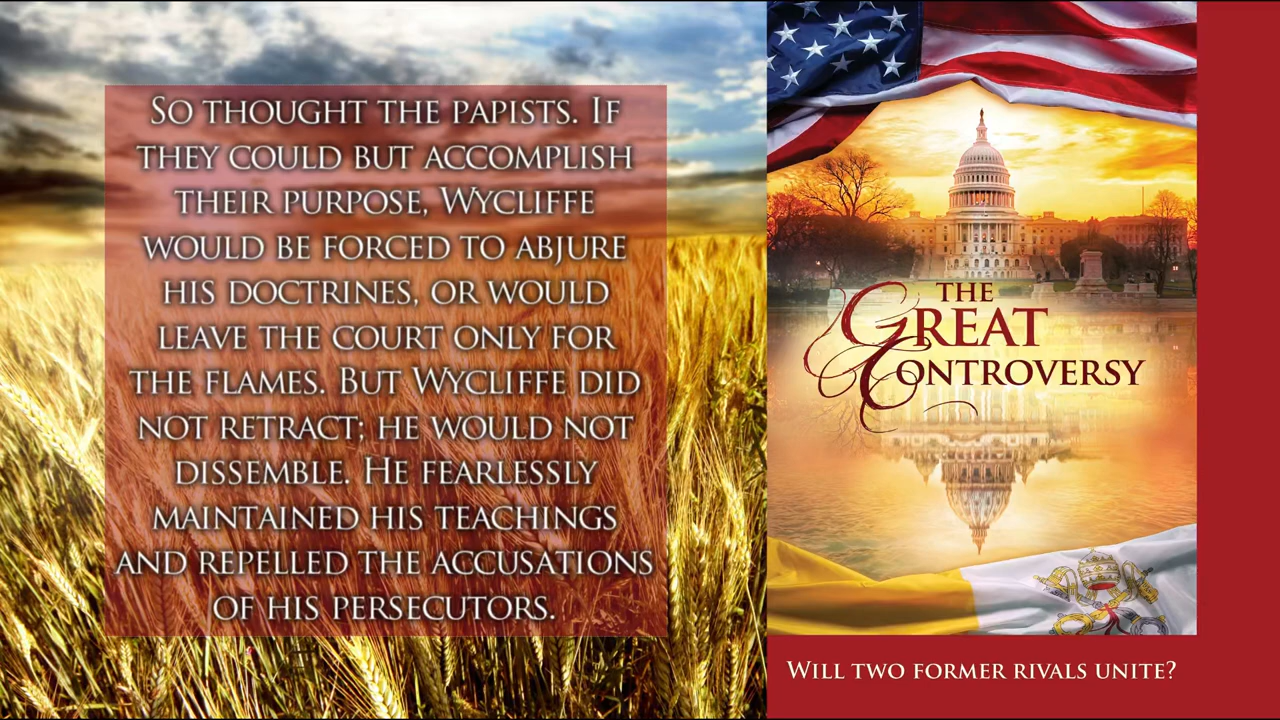 So thought the papists. If
they could but accomplish
their purpose, Wycliffe
would be forced to abjure
his doctrines, or would
leave the court only for
the flames. But Wycliffe did
not retract; he would not
dissemble. He fearlessly
maintained his teachings
and repelled the accusations
of his persecutors.
The
Great
Controversy
Will two former rivals unite?